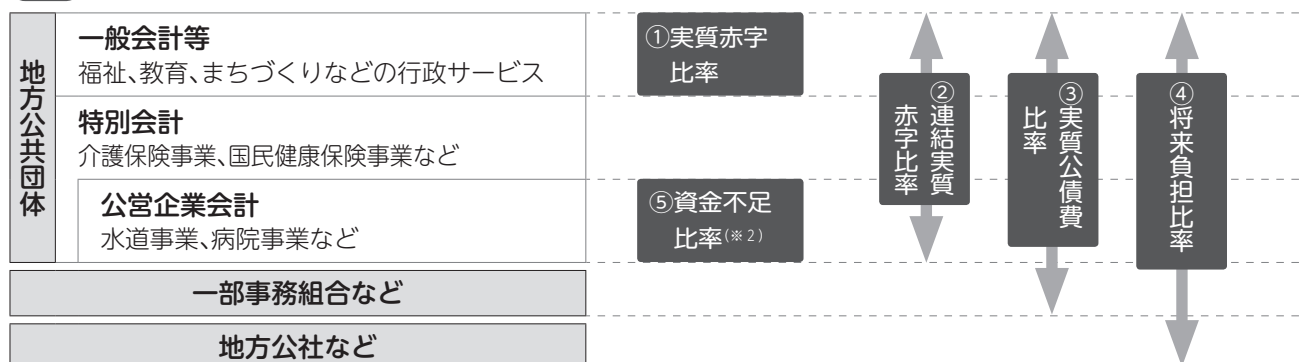 地方公共団体
一般会計等
福祉、教育、まちづくりなどの行政サービス
特別会計
介護保険事業、国民健康保険事業など
公営企業会計
水道事業、病院事業など
一部事務組合など
地方公社など
①実質赤字
比率
⑤資金不足
比率(※2)
②連結実質
赤字比率
③実質公債費
比率
④将来負担比率